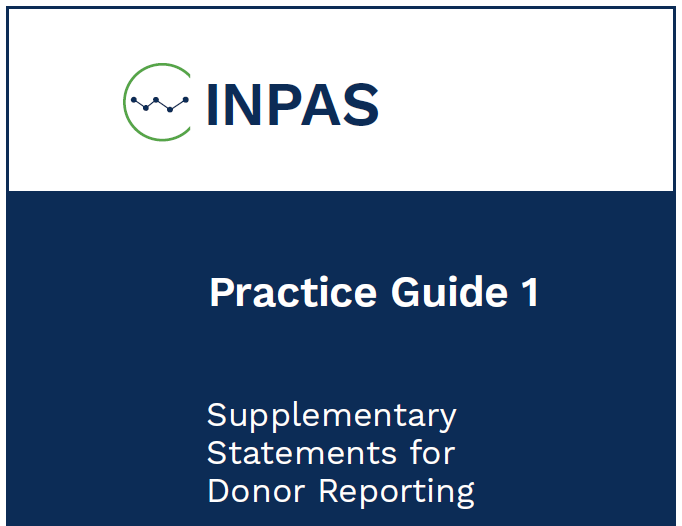 INPAS
Practice Guide 1
Supplementary
Statements for
Donor Reporting